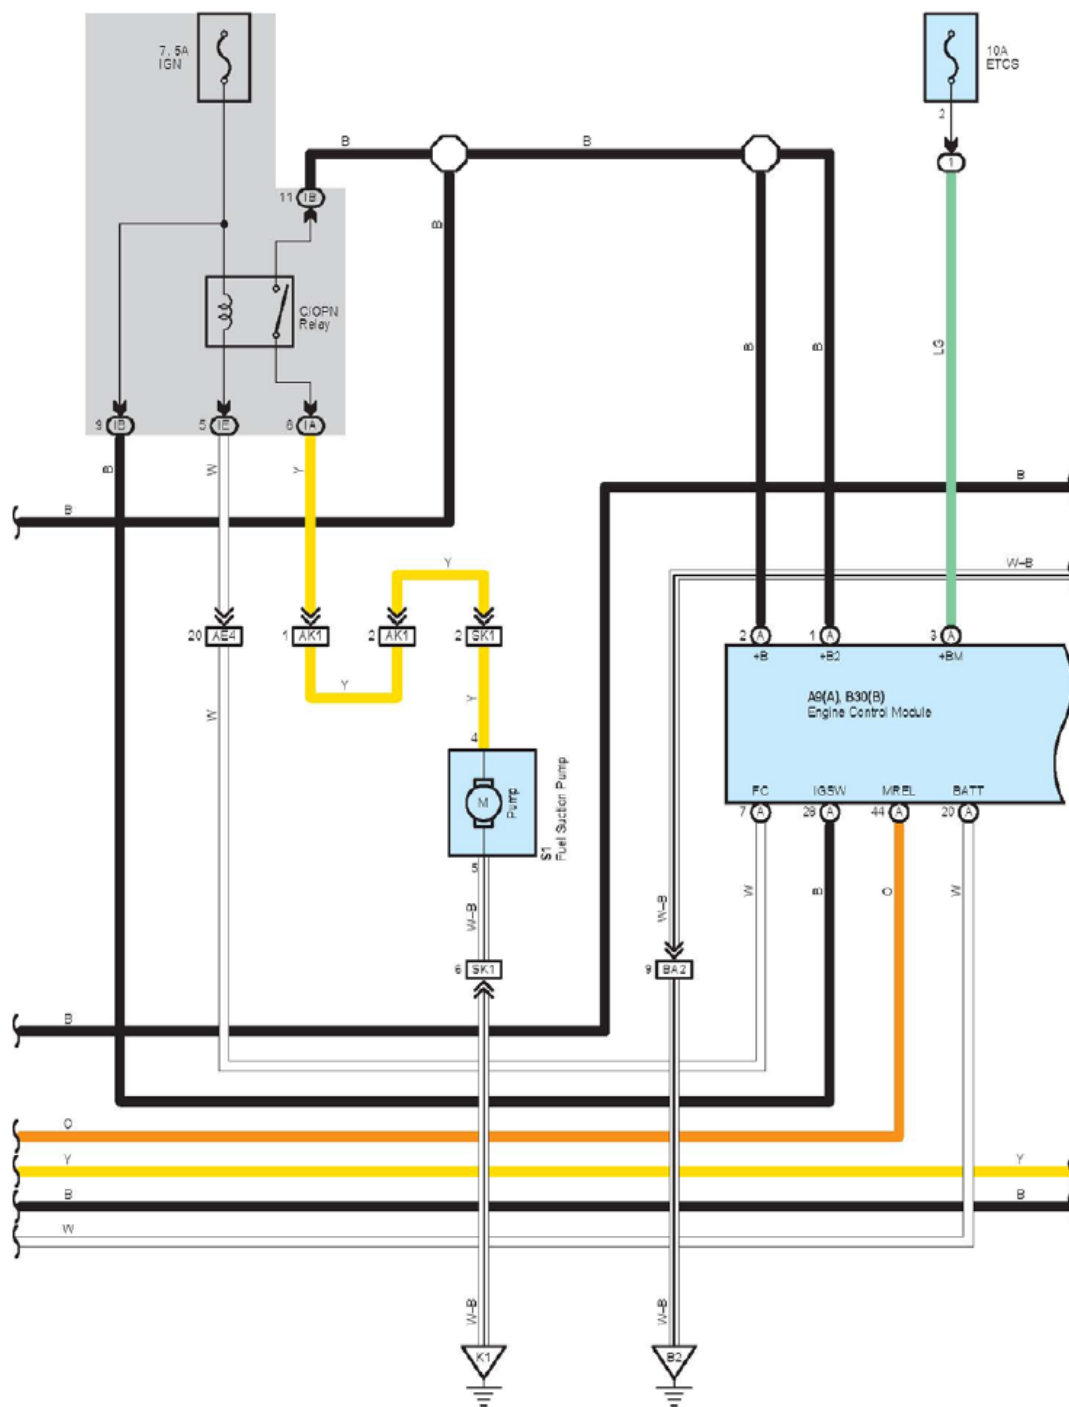 7. 5A
IGN
10A
ETCS
2
1
B
B
11 IB
B
C/OPN
Relay
B
B
LG
9 IB
5 IE
6 IA
B
W
Y
B
B
Y
W-B
20 AE4
1 AK1
2 AK1
2 SK1
2 A
1 A
3 A
+B
+B2
+BM
Y
W
Y
A9(A), B30(B)
Engine Control Module
4
M
Pump
S1
Fuel Suction Pump
FC
IGSW
MREL
BATT
7 A
28 A
44 A
20 A
5
W-B
W-B
W
B
O
W
6 SK1
9 BA2
B
O
Y
Y
B
B
W
W-B
W-B
K1
B2